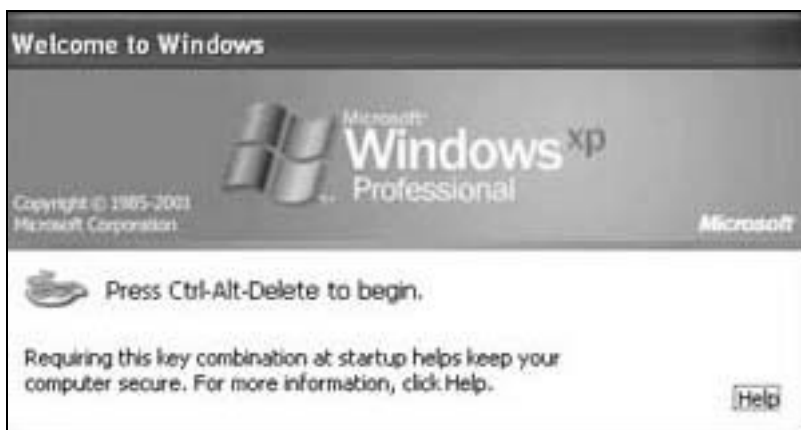 Welcome to Windows
Microsoft®
Windows xp
Professional
Copyright © 1985-2001
Microsoft Corporation
Microsoft
Press Ctrl-Alt-Delete to begin.
Requiring this key combination at startup helps keep your
computer secure. For more information, click Help.
Help